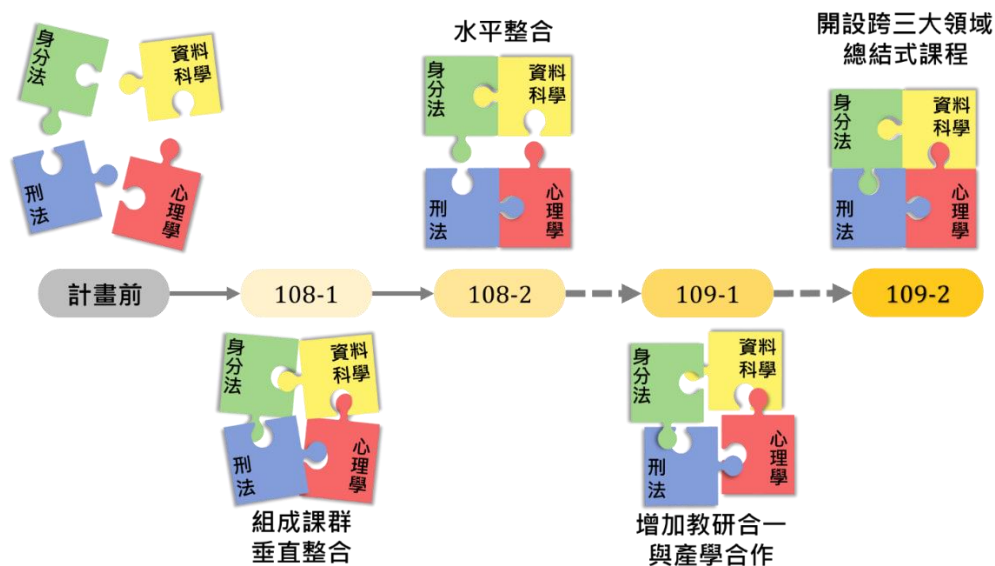 身分法
資料
科學
刑法
心理學
水平整合
身分法
資料
科學
刑法
心理學
開設跨三大領域
總結式課程
身分法
資料
科學
刑法
心理學
計畫前
108-1
108-2
109-1
109-2
身分法
資料
科學
刑法
心理學
組成課群
垂直整合
身分法
資料
科學
刑法
心理學
增加教研合一
與產學合作